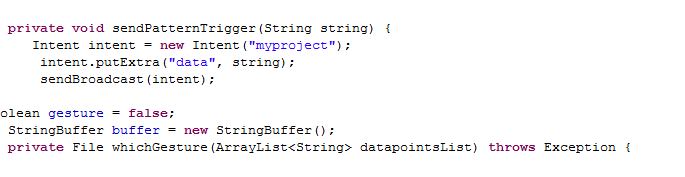 private void sendPatternTrigger(String string) {
Intent intent = new Intent("myproject");
intent.putExtra("data", string);
sendBroadcast(intent);
olean gesture = false;
StringBuffer buffer = new StringBuffer();
private File whichGesture(ArrayList<String> datapointsList) throws Exception {